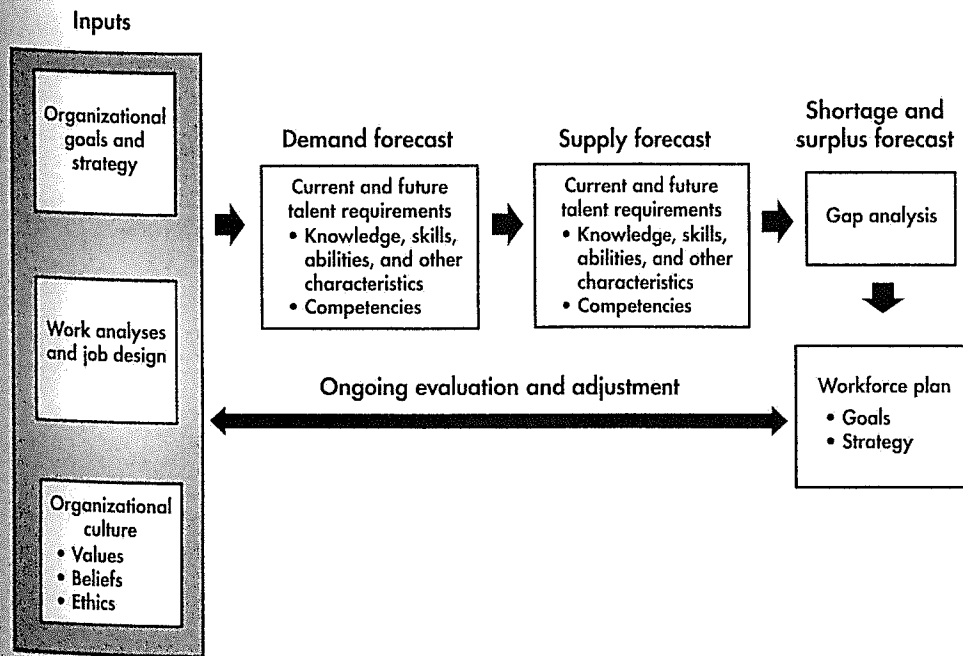 Inputs
Organizational
goals and
strategy
Work analyses
and job design
Organizational
culture
• Values
• Beliefs
• Ethics
Demand forecast
Current and future
talent requirements
• Knowledge, skills,
abilities, and other
characteristics
• Competencies
Supply forecast
Current and future
talent requirements
• Knowledge, skills,
abilities, and other
characteristics
• Competencies
Shortage and
surplus forecast
Gap analysis
Ongoing evaluation and adjustment
Workforce plan
• Goals
• Strategy